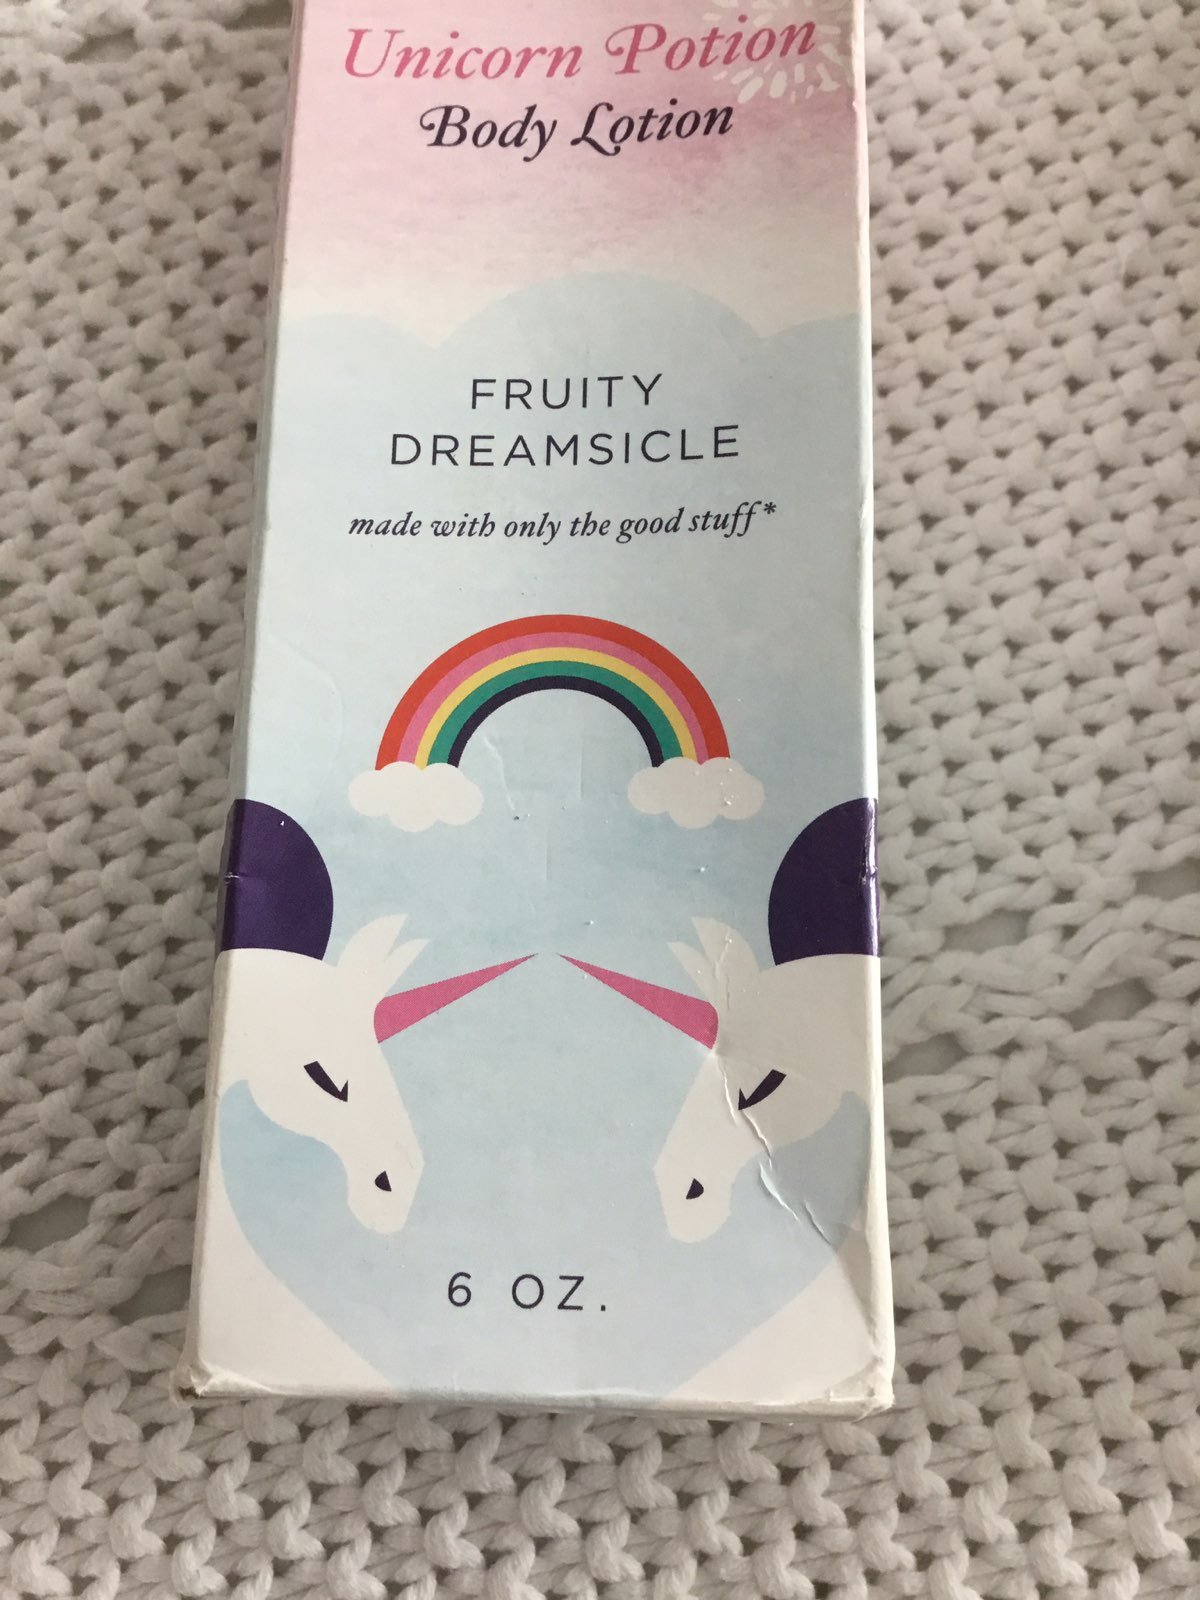 Unicorn Potion
Body Lotion
FRUITY
DREAMSICLE
made with only the good stuff*
6 OZ.